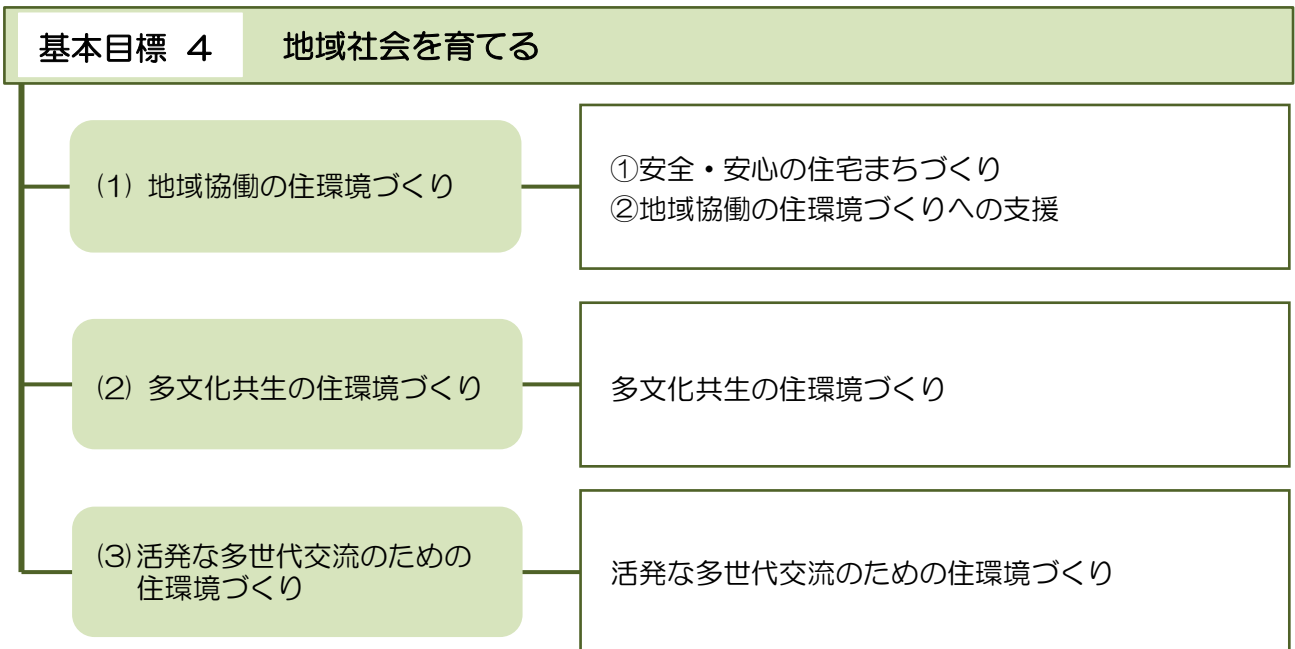 基本目標 4 地域社会を育てる
(1) 地域協働の住環境づくり
①安全・安心の住宅まちづくり
②地域協働の住環境づくりへの支援
(2) 多文化共生の住環境づくり
多文化共生の住環境づくり
(3)活発な多世代交流のための
住環境づくり
活発な多世代交流のための住環境づくり